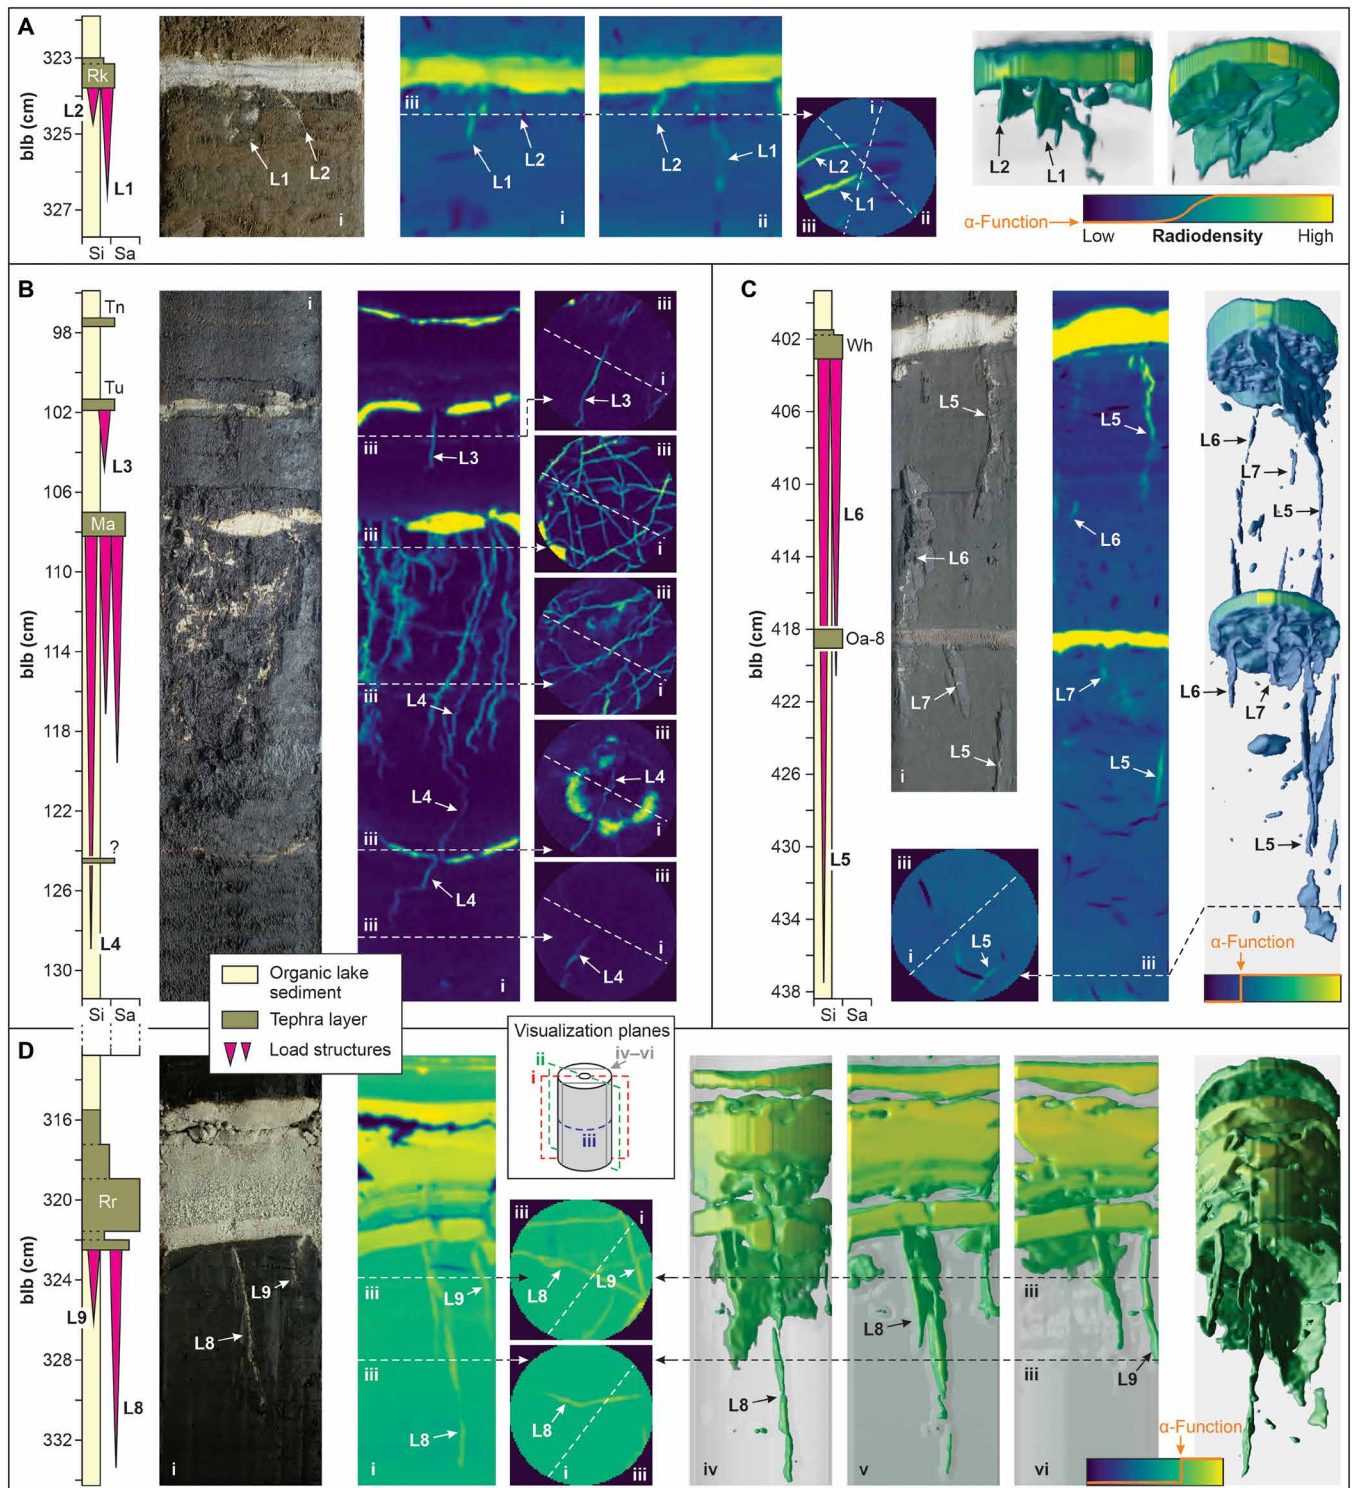 A
323
325
327
blb (cm)
Rk
L2
L1
Si Sa
L1
L2
i
iii
L1
L2
i
L2
L1
ii
i
L2
L1
iii
ii
L2
L1
α-Function
Low Radiodensity High
B
98
102
106
110
114
118
122
126
130
blb (cm)
Tn
Tu
L3
Ma
?
L4
Si Sa
i
iii
L3
iii
iii
L4
L4
iii
L4
iii
i
iii
i
L3
iii
i
iii
i
iii
L4
i
iii
i
L4
C
402
406
410
414
418
422
426
430
434
438
blb (cm)
Wh
L6
Oa-8
L5
Si Sa
L5
L6
L7
L5
i
L5
L6
L7
L5
iii
iii
i
L5
L6
L7
L5
L6
L7
L5
α-Function
Organic lake
sediment
Tephra layer
Load structures
Visualization planes
i
ii
iii
iv–vi
D
316
320
324
328
332
blb (cm)
Rr
L9
L8
L9
L8
i
iii
L9
iii
L8
i
iii
i
L8
L9
L8
i
iii
L8
iv
L8
v
iii
iii
L9
vi
α-Function